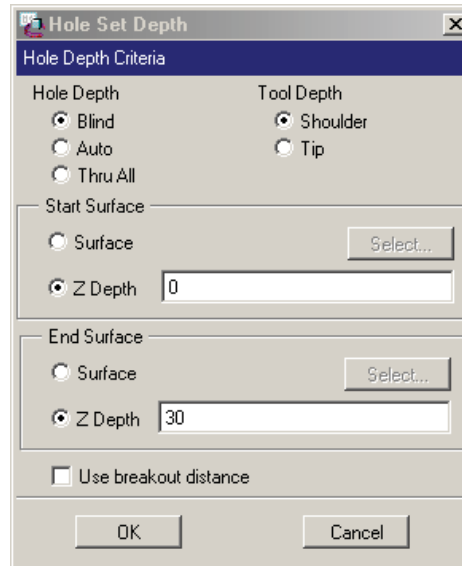 Hole Set Depth
Hole Depth Criteria
Hole Depth Tool Depth
Blind Shoulder
Auto Tip
Thru All
Start Surface
Surface Select...
Z Depth 0
End Surface
Surface Select...
Z Depth 30
Use breakout distance
OK Cancel